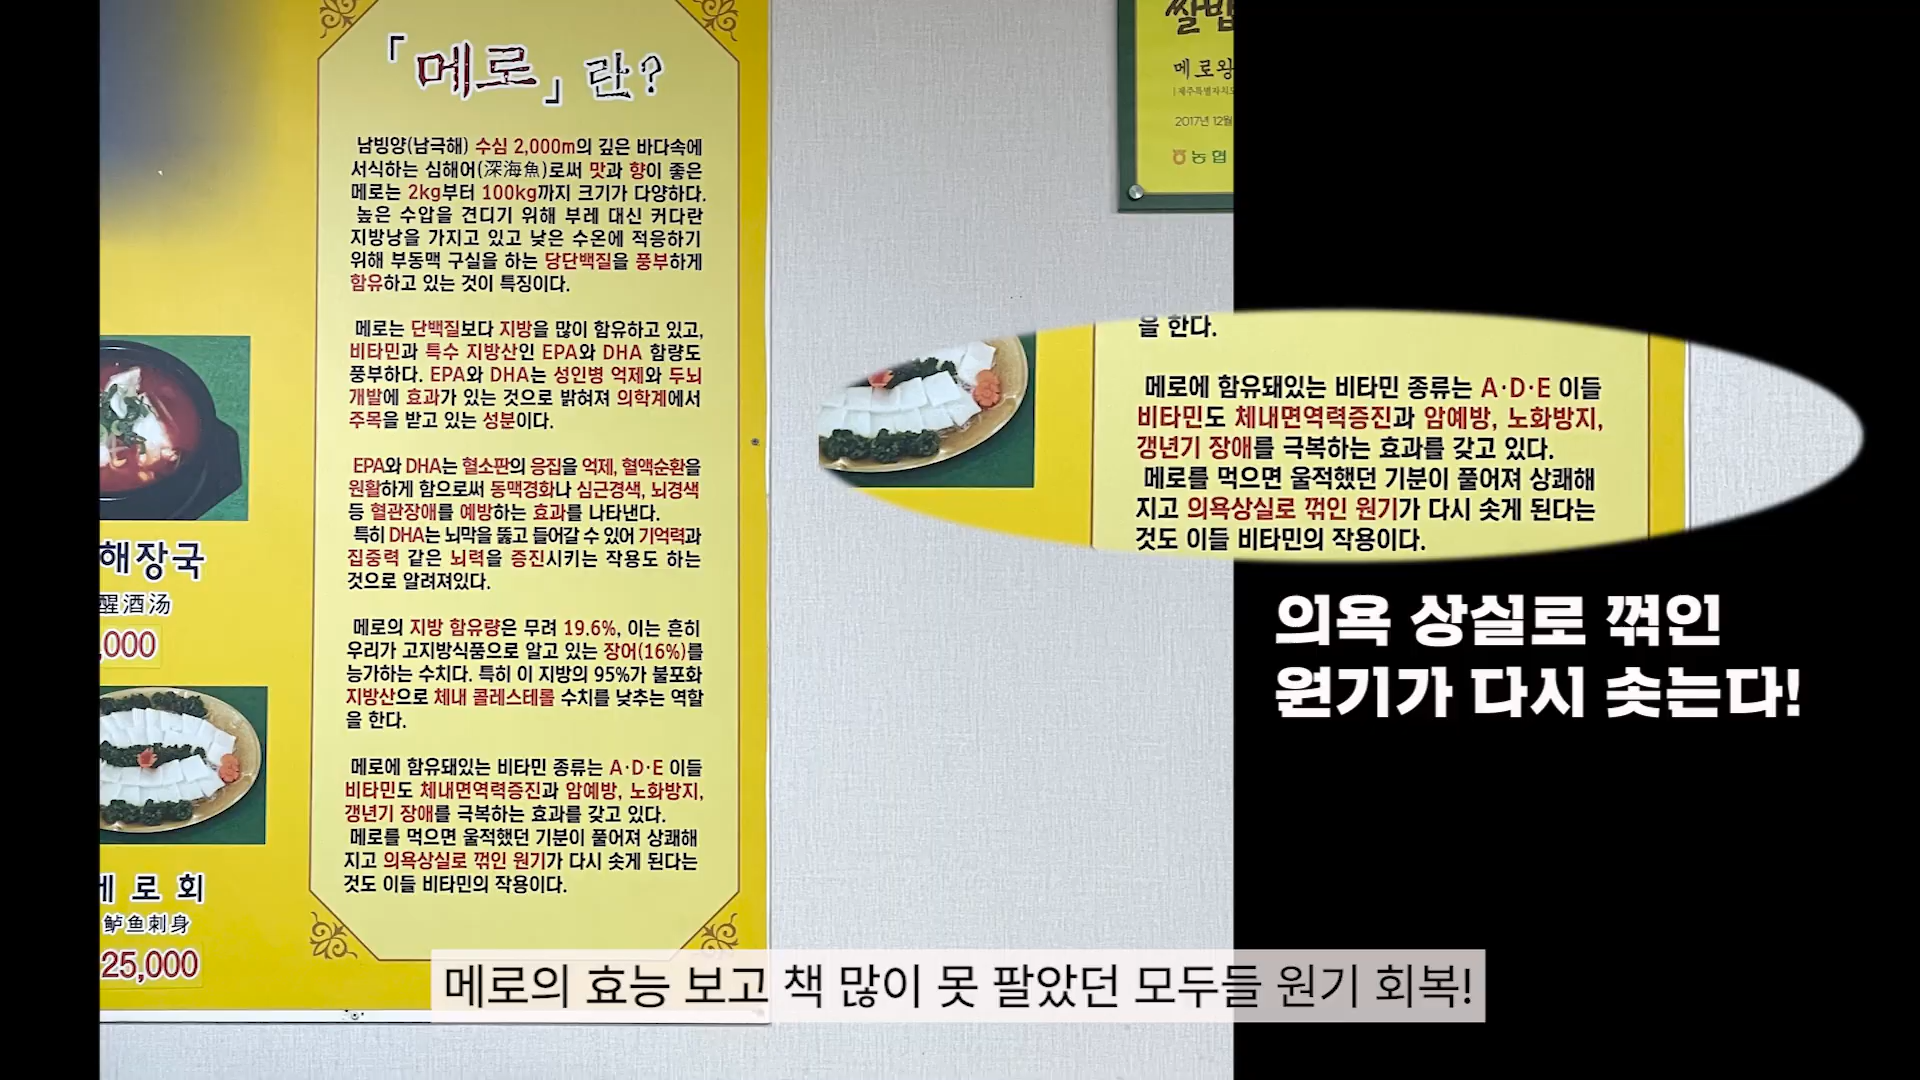 「메로」란?
남빙양(남극해) 수심 2,000m의 깊은 바다속에
서식하는 심해어(深海魚)로써 맛과 향이 좋은
메로는 2kg부터 100kg까지 크기가 다양하다.
높은 수압을 견디기 위해 부레 대신 커다란
지방낭을 가지고 있고 낮은 수온에 적응하기
위해 부동맥 구실을 하는 당단백질을 풍부하게
함유하고 있는 것이 특징이다.
메로는 단백질보다 지방을 많이 함유하고 있고,
비타민과 특수 지방산인 EPA와 DHA 함량도
풍부하다. EPA와 DHA는 성인병 억제와 두뇌
개발에 효과가 있는 것으로 밝혀져 의학계에서
주목을 받고 있는 성분이다.
EPA와 DHA는 혈소판의 응집을 억제, 혈액순환을
원활하게 함으로써 동맥경화나 심근경색, 뇌경색
등 혈관장애를 예방하는 효과를 나타낸다.
특히 DHA는 뇌막을 뚫고 들어갈 수 있어 기억력과
집중력 같은 뇌력을 증진시키는 작용도 하는
것으로 알려져있다.
메로의 지방 함유량은 무려 19.6%, 이는 흔히
우리가 고지방식품으로 알고 있는 장어(16%)를
능가하는 수치다. 특히 이 지방의 95%가 불포화
지방산으로 체내 콜레스테롤 수치를 낮추는 역할
을 한다.
메로에 함유돼있는 비타민 종류는 A·D·E 이들
비타민도 체내면역력증진과 암예방, 노화방지,
갱년기 장애를 극복하는 효과를 갖고 있다.
메로를 먹으면 울적했던 기분이 풀어져 상쾌해
지고 의욕상실로 꺾인 원기가 다시 솟게 된다는
것도 이들 비타민의 작용이다.
해장국
醒酒汤
,000
메로회
鲈鱼刺身
25,000
쌀밥
메로왕
제주특별자치도
2017년 12월
농협
을 한다.
메로에 함유돼있는 비타민 종류는 A·D·E 이들
비타민도 체내면역력증진과 암예방, 노화방지,
갱년기 장애를 극복하는 효과를 갖고 있다.
메로를 먹으면 울적했던 기분이 풀어져 상쾌해
지고 의욕상실로 꺾인 원기가 다시 솟게 된다는
것도 이들 비타민의 작용이다.
의욕 상실로 꺾인
원기가 다시 솟는다!
메로의 효능 보고 책 많이 못 팔았던 모두들 원기 회복!